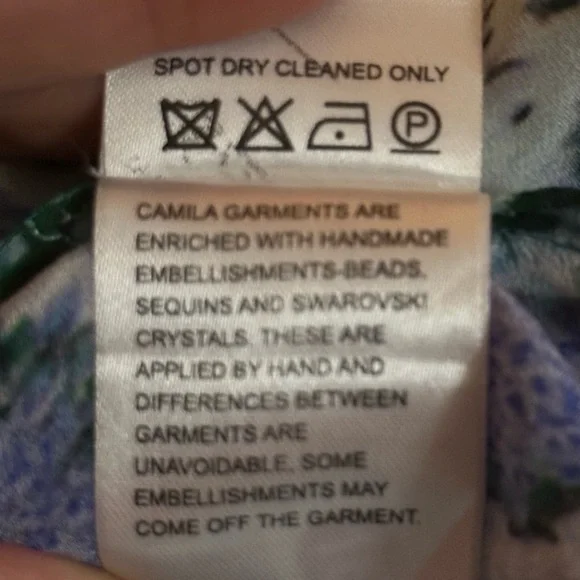 SPOT DRY CLEANED ONLY
P
CAMILA GARMENTS ARE
ENRICHED WITH HANDMADE
EMBELLISHMENTS-BEADS,
SEQUINS AND SWAROVSKI
CRYSTALS. THESE ARE
APPLIED BY HAND AND
DIFFERENCES BETWEEN
GARMENTS ARE
UNAVOIDABLE. SOME
EMBELLISHMENTS MAY
COME OFF THE GARMENT.